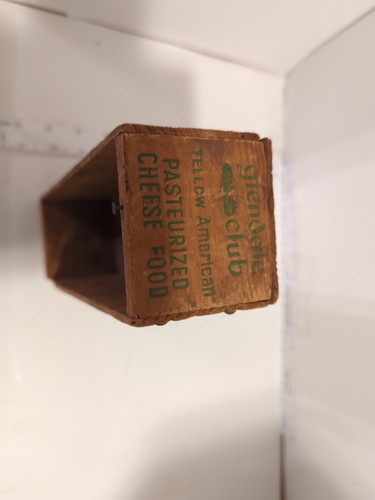 glendale
club
YELLOW American
PASTEURIZED
CHEESE FOOD